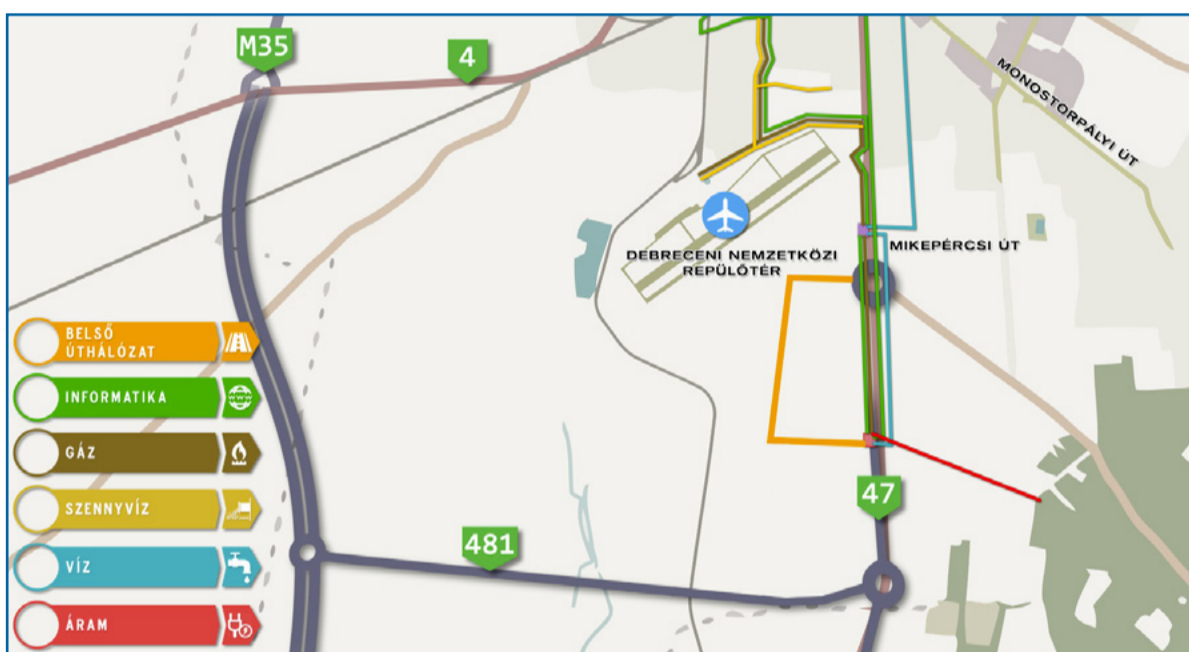 M35
4
MONOSTORPÁLYI ÚT
DEBRECENI NEMZETKÖZI
REPÜLŐTÉR
MIKEPÉRCSI ÚT
BELSŐ
ÚTHÁLÓZAT
INFORMATIKA
GÁZ
SZENNYVÍZ
VÍZ
ÁRAM
47
481